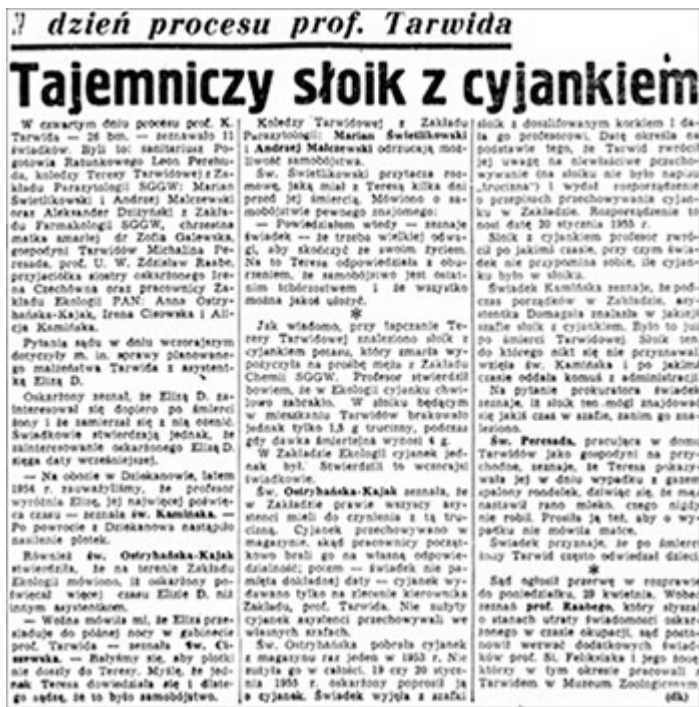 dzień procesu prof. Tarwida
Tajemniczy słoik z cyjankiem
W czwartym dniu procesu prof. K.
Tarwida — 26 bm. — zeznawało 11
świadków. Byli to: sanitariusz Po-
gotowia Ratunkowego Leon Perehu-
da, koledzy Teresy Tarwidowej z Za-
kładu Parazytologii SGGW: Marian
Świetlikowski i Andrzej Malczewski
oraz Aleksander Dziżyński z Zakła-
du Farmakologii SGGW, chrzestna
matka zmarłej dr Zofia Galewska,
gospodyni Tarwidów Michalina Pe-
resada, prof. U. W. Zdzisław Raabe,
przyjaciółka siostry oskarżonego Ire-
na Czechówna oraz pracownicy Za-
kładu Ekologii PAN: Anna Ostry-
hańska-Kajak, Irena Cisowska i Ali-
cja Kamińska.
Pytania sądu w dniu wczorajszym
dotyczyły m. in. sprawy planowane-
go małżeństwa Tarwida z asystent-
ką Elizą D.
Oskarżony zeznał, że Elizą D. za-
interesował się dopiero po śmierci
żony i że zamierzał się z nią ożenić.
Świadkowie stwierdzają jednak, że
zainteresowanie oskarżonego Elizą D.
sięga daty wcześniejszej.
— Na obozie w Dziekanowie, latem
1954 r. zauważyliśmy, że profesor
wyróżnia Elizę, jej najwięcej poświę-
ca czasu — zeznała św. Kamińska. —
Po powrocie z Dziekanowa nastąpiło
nasilenie plotek.
Również św. Ostryhańska-Kajak
stwierdziła, że na terenie Zakładu
Ekologii mówiono, iż oskarżony po-
święcał więcej czasu Elizie D. niż
innym asystentkom.
— Woźna mówiła mi, że Eliza prze-
siaduje do późnej nocy w gabinecie
prof. Tarwida — zeznała św. Ci-
szewska. — Bałyśmy się, aby plotki
nie doszły do Teresy. Myślę, że jed-
nak Teresa dowiedziała się i dlate-
go sądzę, że to było samobójstwo.
Koledzy Tarwidowej z Zakładu
Parazytologii: Marian Świetlikowski
i Andrzej Malczewski odrzucają moż-
liwość samobójstwa.
Św. Świetlikowski przytacza roz-
mowę, jaką miał z Teresą kilka dni
przed jej śmiercią. Mówiono o sa-
mobójstwie pewnego znajomego:
— Powiedziałem wtedy — zeznaje
świadek — że trzeba wielkiej odwa-
gi, aby skończyć ze swoim życiem.
Na to Teresa odpowiedziała z obu-
rzeniem, że samobójstwo jest ostat-
nim tchórzostwem i że wszystko
można jakoś ułożyć.
*
Jak wiadomo, przy tapczanie Te-
resy Tarwidowej znaleziono słoik z
cyjankiem potasu, który zmarła wy-
pożyczyła na prośbę męża z Zakładu
Chemii SGGW. Profesor stwierdził
bowiem, że w Ekologii cyjanku chwi-
lowo zabrakło. W słoiku będącym
w mieszkaniu Tarwidów brakowało
jednak tylko 1,5 g trucizny, podczas
gdy dawka śmiertelna wynosi 4 g.
W Zakładzie Ekologii cyjanek jed-
nak był. Stwierdzili to wczorajsi
świadkowie.
Św. Ostryhańska-Kajak zeznała, że
w Zakładzie prawie wszyscy asy-
stenci mieli do czynienia z tą tru-
cizną. Cyjanek przechowywano w
magazynie, skąd pracownicy począt-
kowo brali go na własną odpowie-
dzialność; potem — świadek nie pa-
mięta dokładnej daty — cyjanek wy-
dawano tylko na zlecenie kierownika
Zakładu, prof. Tarwida. Nie zużyty
cyjanek asystenci przechowywali we
własnych szafach.
Św. Ostryhańska pobrała cyjanek
z magazynu raz jeden w 1953 r. Nie
zużyła go w całości. 19 czy 20 stycz-
nia 1955 r. oskarżony poprosił ją
o cyjanek. Świadek wyjęła z szafki
słoik z doszlifowanym korkiem i da-
ła go profesorowi. Datę określa na
podstawie tego, że Tarwid zwrócił
jej uwagę na niewłaściwe przecho-
wywanie (na słoiku nie było napisu
„trucizna”) i wydał rozporządzenie
o przepisach przechowywania cyjan-
ku w Zakładzie. Rozporządzenie to
nosi datę 20 stycznia 1955 r.
Słoik z cyjankiem profesor zwró-
cił po jakimś czasie, przy czym świa-
dek nie przypomina sobie, ile cyjan-
ku było w słoiku.
Świadek Kamińska zeznaje, że pod-
czas porządków w Zakładzie, asy-
stentka Domagała znalazła w jakiejś
szafie słoik z cyjankiem. Było to już
po śmierci Tarwidowej. Słoik ten,
do którego nikt się nie przyznawał
wzięła św. Kamińska i po jakimś
czasie oddała komuś z administracji.
Na pytanie prokuratora świadek
zeznaje, iż słoik ten mógł znajdować
się jakiś czas w szafie, zanim go zna-
leziono.
Św. Peresada, pracująca w domu
Tarwidów jako gospodyni na przy-
chodne, zeznaje, że Teresa pokazy-
wała jej w dniu wypadku z gazem
spalony rondelek, dziwiąc się, że mąż
nastawił rano mleko, czego nigdy
nie robił. Prosiła ją też, aby o wy-
padku nie mówiła matce.
Świadek przyznaje, że po śmierci
żony Tarwid często odwiedzał dzieci.
*
Sąd ogłosił przerwę w rozprawie
do poniedziałku, 29 kwietnia. Wobec
zeznań prof. Raabego, który słyszał
o stanach utraty świadomości oskar-
żonego w czasie okupacji, sąd posta-
nowił wezwać dodatkowych świad-
ków prof. St. Feliksiaka i jego żonę,
którzy w tym okresie pracowali z
Tarwidem w Muzeum Zoologicznym.
(dk)